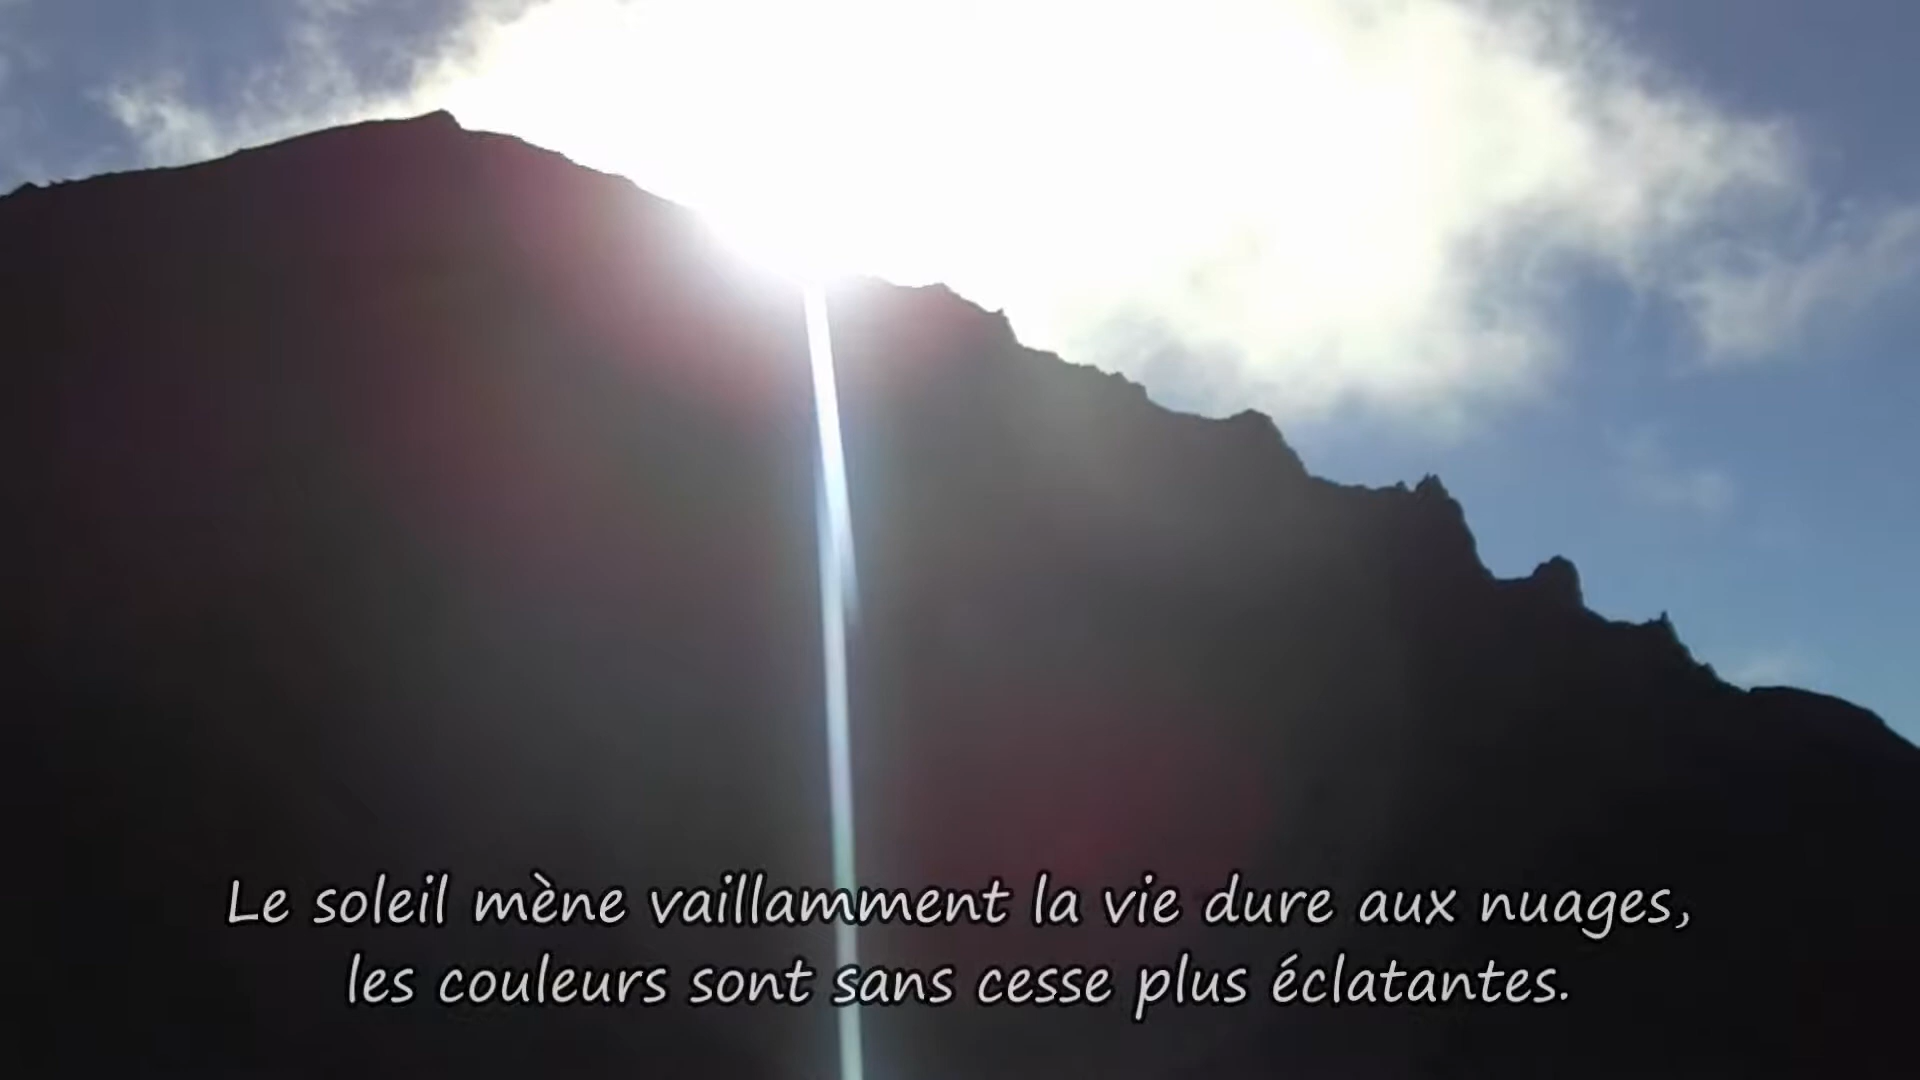 Le soleil mène vaillamment la vie dure aux nuages,
les couleurs sont sans cesse plus éclatantes.